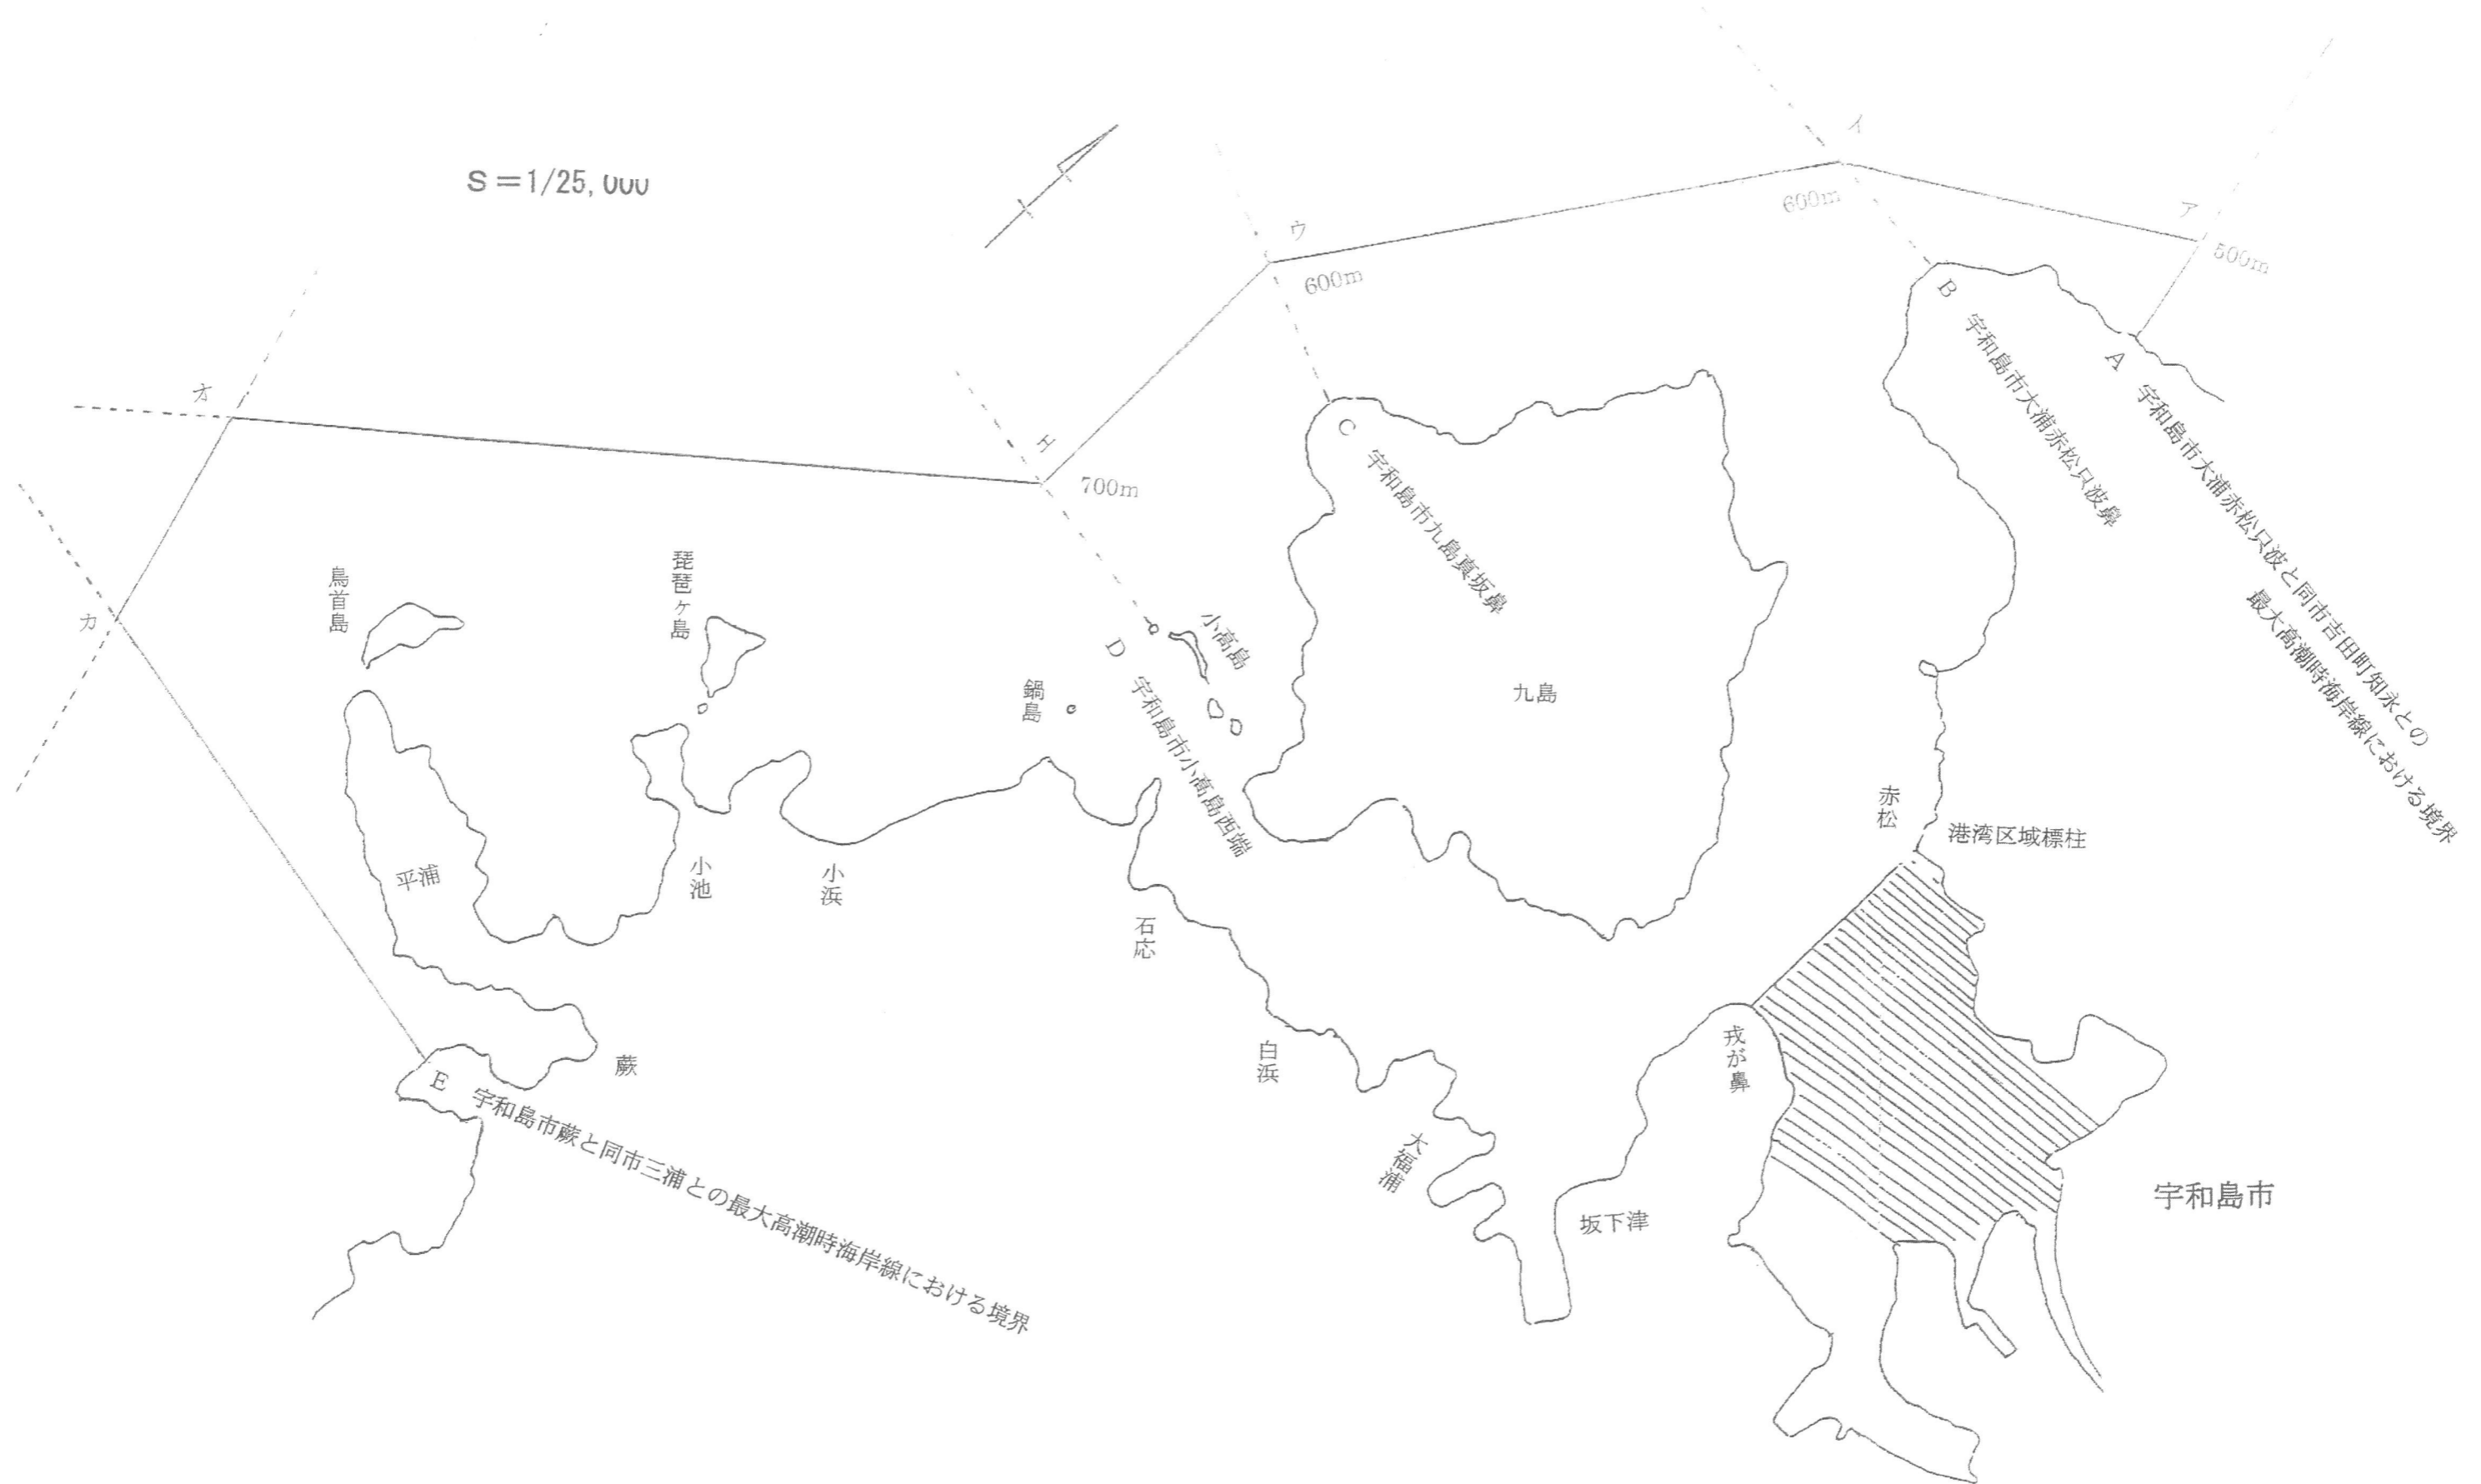 S=1/25,000
イ
ア
600m
500m
ウ
600m
オ
エ
700m
カ
B 宇和島市大浦赤松只波鼻
A 宇和島市大浦赤松只波と同市吉田町知永との
最大高潮時海岸線における境界
C 宇和島市九島真坂鼻
D 宇和島市小高島西端
小高島
鳥首島
琵琶ヶ島
鍋島
九島
赤松
港湾区域標柱
平浦
小池
小浜
石応
白浜
戎が鼻
蕨
大福浦
坂下津
宇和島市
E 宇和島市蕨と同市三浦との最大高潮時海岸線における境界